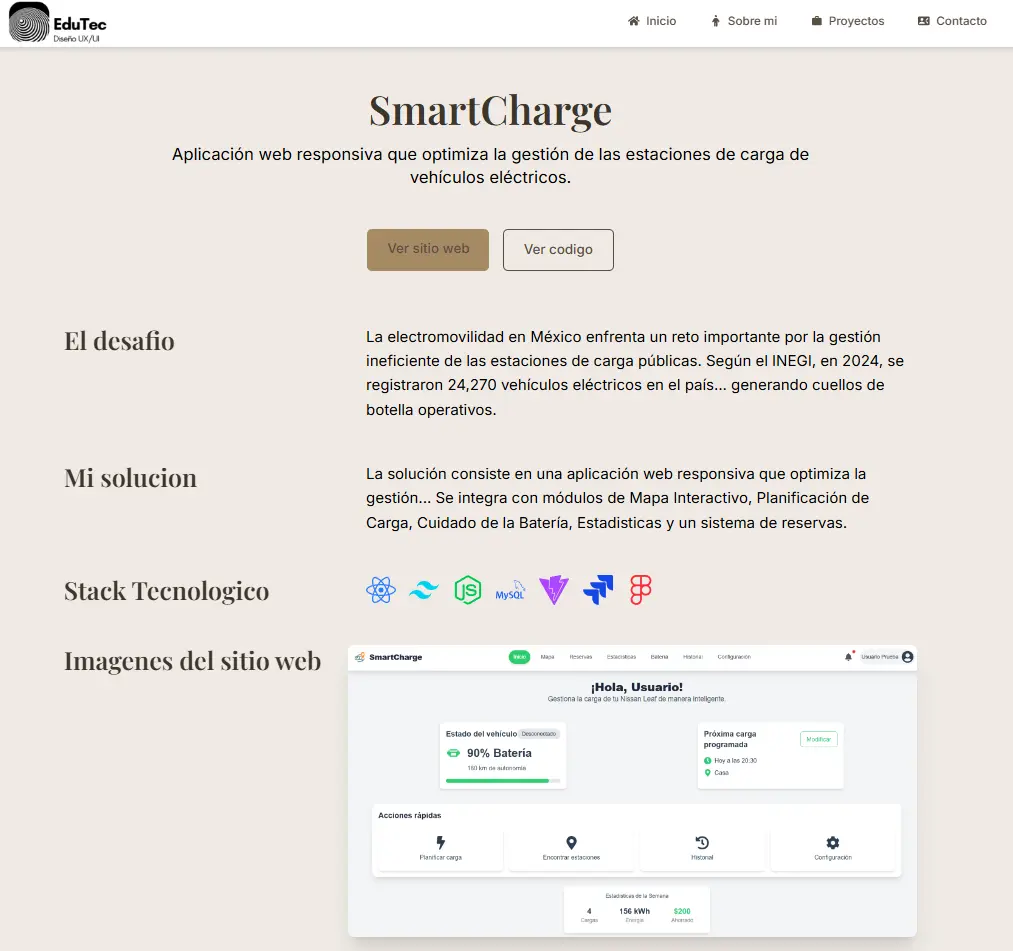 EduTec
Diseño UX/UI
Inicio
Sobre mi
Proyectos
Contacto
SmartCharge
Aplicación web responsiva que optimiza la gestión de las estaciones de carga de
vehículos eléctricos.
Ver sitio web
Ver codigo
El desafio
La electromovilidad en México enfrenta un reto importante por la gestión
ineficiente de las estaciones de carga públicas. Según el INEGI, en 2024, se
registraron 24,270 vehículos eléctricos en el país... generando cuellos de
botella operativos.
Mi solucion
La solución consiste en una aplicación web responsiva que optimiza la
gestión... Se integra con módulos de Mapa Interactivo, Planificación de
Carga, Cuidado de la Batería, Estadisticas y un sistema de reservas.
Stack Tecnologico
JS
MySQL
Imagenes del sitio web
SmartCharge
Inicio
Mapa
Reservas
Estadísticas
Batería
Historial
Configuración
Usuario Prueba
¡Hola, Usuario!
Gestiona la carga de tu Nissan Leaf de manera inteligente.
Estado del vehículo
Desconectado
90% Batería
160 km de autonomía
Próxima carga
programada
Modificar
Hoy a las 20:30
Casa
Acciones rápidas
Planificar carga
Encontrar estaciones
Historial
Configuración
Estadísticas de la Semana
4
156 kWh
$200
Cargas
Energía
Ahorrado